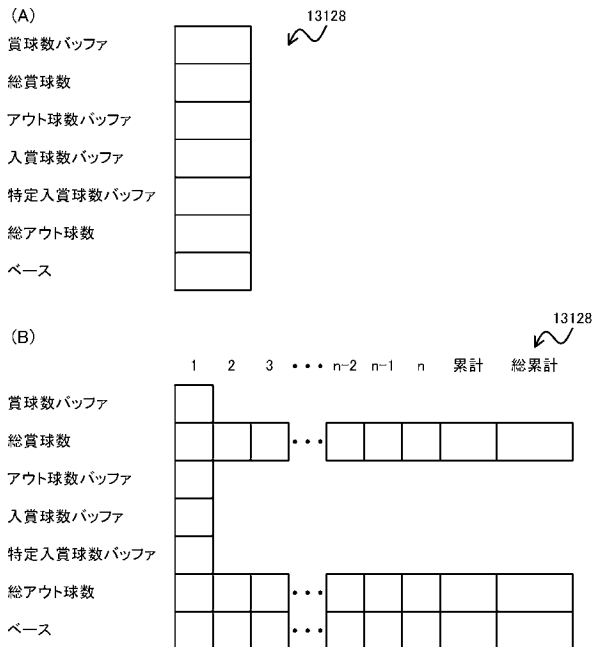 (A)
13128
賞球数バッファ
総賞球数
アウト球数バッファ
入賞球数バッファ
特定入賞球数バッファ
総アウト球数
ベース
13128
(B)
1 2 3 ・・・ n-2 n-1 n 累計 総累計
賞球数バッファ
総賞球数 ・・・
アウト球数バッファ
入賞球数バッファ
特定入賞球数バッファ
総アウト球数 ・・・
ベース ・・・